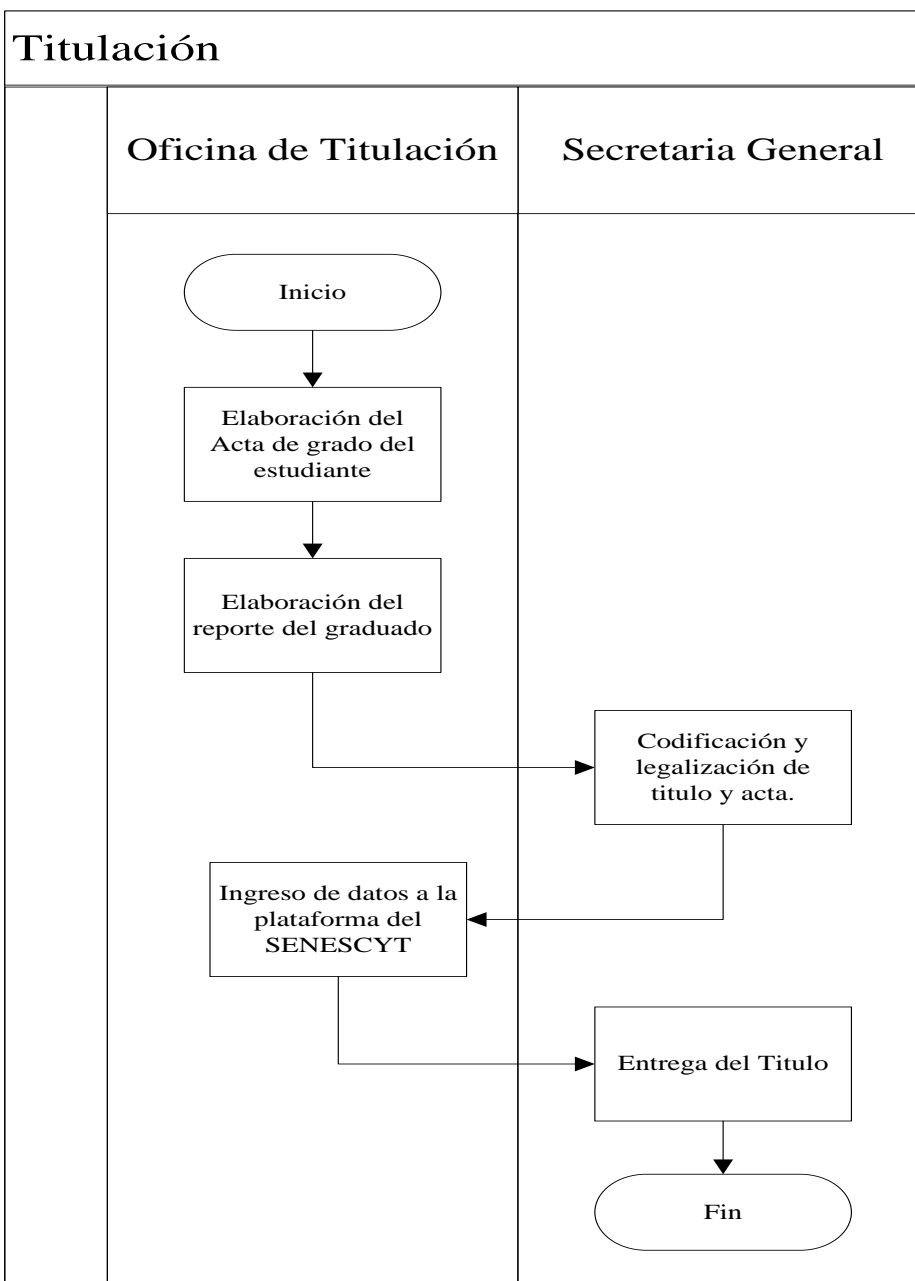 Titulación
Oficina de Titulación
Secretaria General
Inicio
Elaboración del
Acta de grado del
estudiante
Elaboración del
reporte del graduado
Codificación y
legalización de
titulo y acta.
Ingreso de datos a la
plataforma del
SENESCYT
Entrega del Titulo
Fin